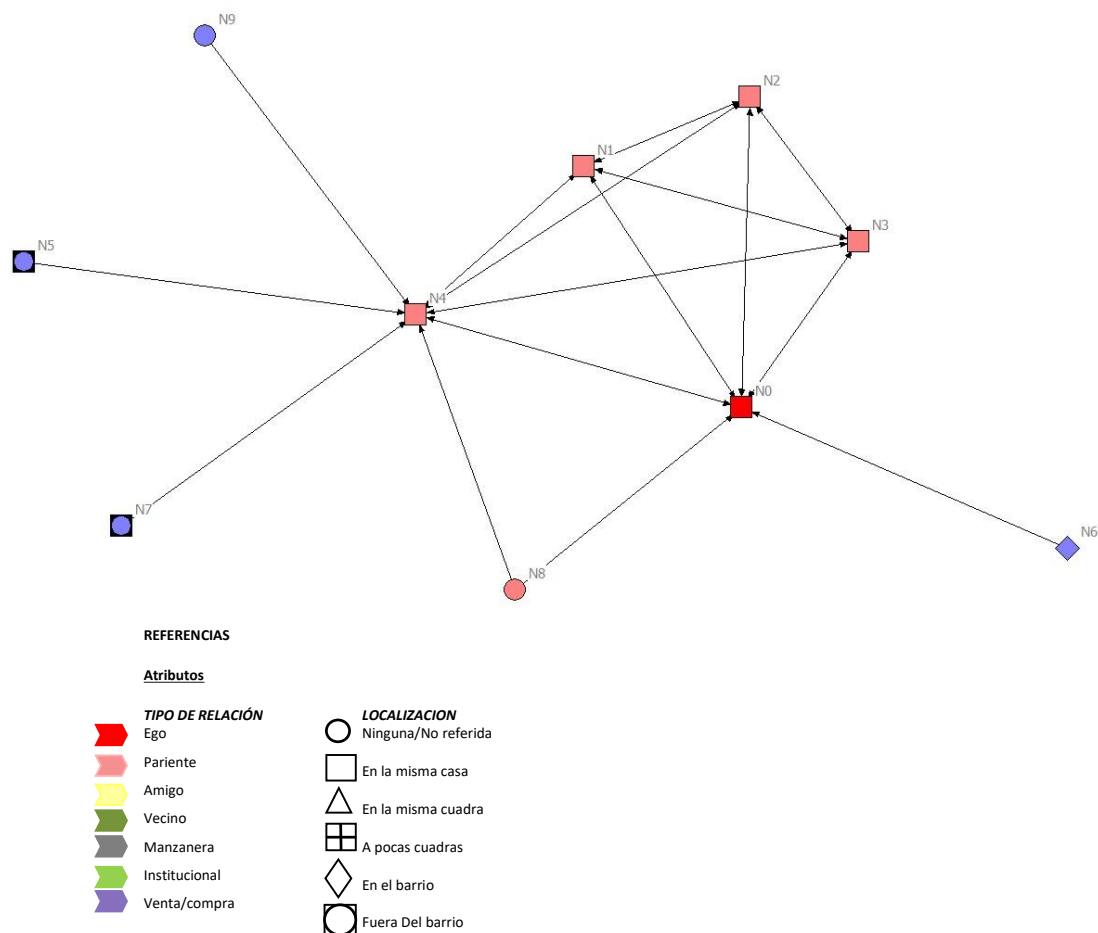 N9
N2
N1
N3
N5
N4
N0
N7
N6
N8
REFERENCIAS
Atributos
TIPO DE RELACIÓN
LOCALIZACION
Ego
Ninguna/No referida
Pariente
En la misma casa
Amigo
En la misma cuadra
Vecino
Manzanera
A pocas cuadras
Institucional
En el barrio
Venta/compra
Fuera Del barrio